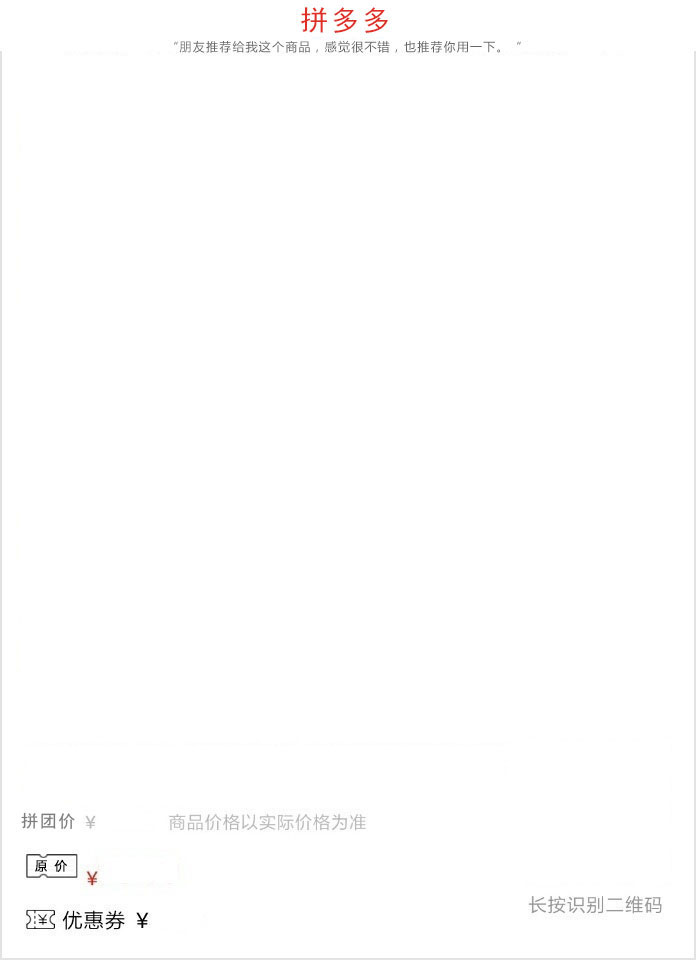 拼多多
“朋友推荐给我这个商品，感觉很不错，也推荐你用一下。“
拼团价 ¥ 商品价格以实际价格为准
原 价 ¥
¥ 优惠券 ¥
长按识别二维码